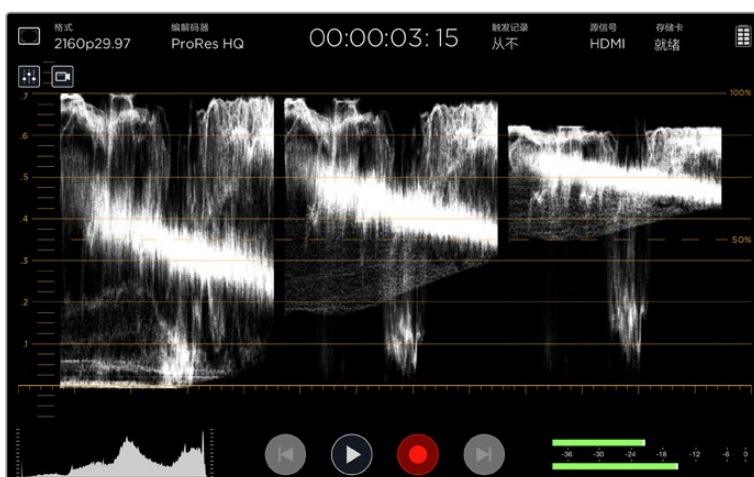 格式
2160p29.97
编解码器
ProRes HQ
00:00:03:15
触发记录
从不
源信号
HDMI
存储卡
就绪
.7
100%
.6
.5
.4
50%
.3
.2
.1
-36 -30 -24 -18 -12 -6 0